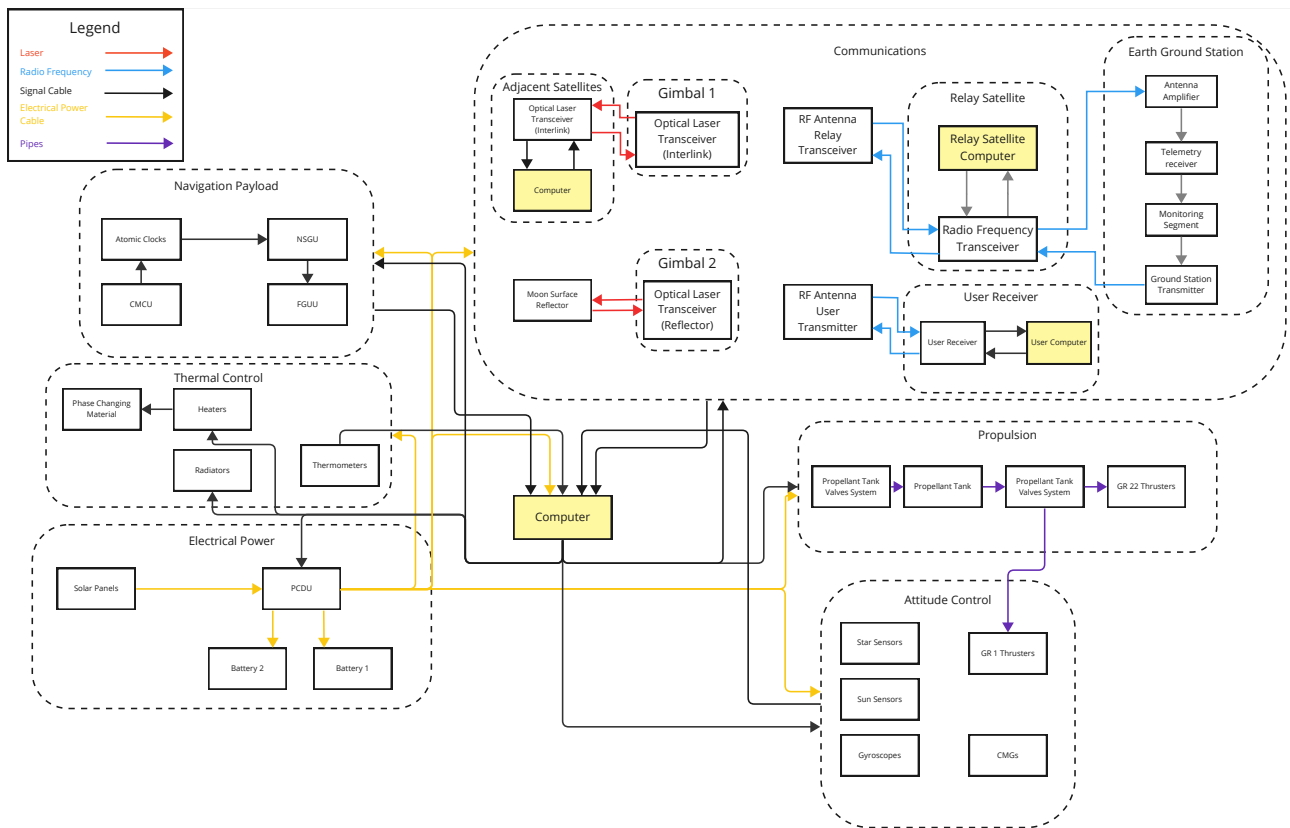 Legend
Laser
Radio Frequency
Signal Cable
Electrical Power
Cable
Pipes
Navigation Payload
Atomic Clocks
NSGU
CMCU
FGUU
Thermal Control
Phase Changing
Material
Heaters
Radiators
Thermometers
Electrical Power
Solar Panels
PCDU
Battery 2
Battery 1
Computer
Communications
Adjacent Satellites
Optical Laser
Transceiver
(Interlink)
Computer
Gimbal 1
Optical Laser
Transceiver
(Interlink)
Moon Surface
Reflector
Gimbal 2
Optical Laser
Transceiver
(Reflector)
RF Antenna
Relay
Transceiver
Relay Satellite
Relay Satellite
Computer
Radio Frequency
Transceiver
RF Antenna
User
Transmitter
User Receiver
User Receiver
User Computer
Earth Ground Station
Antenna
Amplifier
Telemetry
receiver
Monitoring
Segment
Ground Station
Transmitter
Propulsion
Propellant Tank
Valves System
Propellant Tank
Propellant Tank
Valves System
GR 22 Thrusters
Attitude Control
Star Sensors
GR 1 Thrusters
Sun Sensors
Gyroscopes
CMGs